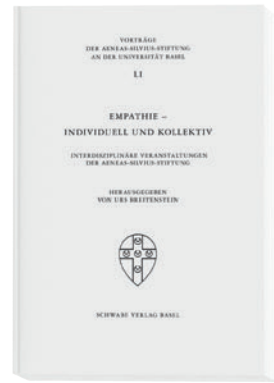 VORTRÄGE
DER AENEAS-SILVIUS-STIFTUNG
AN DER UNIVERSITÄT BASEL
LI
EMPATHIE –
INDIVIDUELL UND KOLLEKTIV
INTERDISZIPLINÄRE VERANSTALTUNGEN
DER AENEAS-SILVIUS-STIFTUNG
HERAUSGEGEBEN
VON URS BREITENSTEIN
SCHWABE VERLAG BASEL